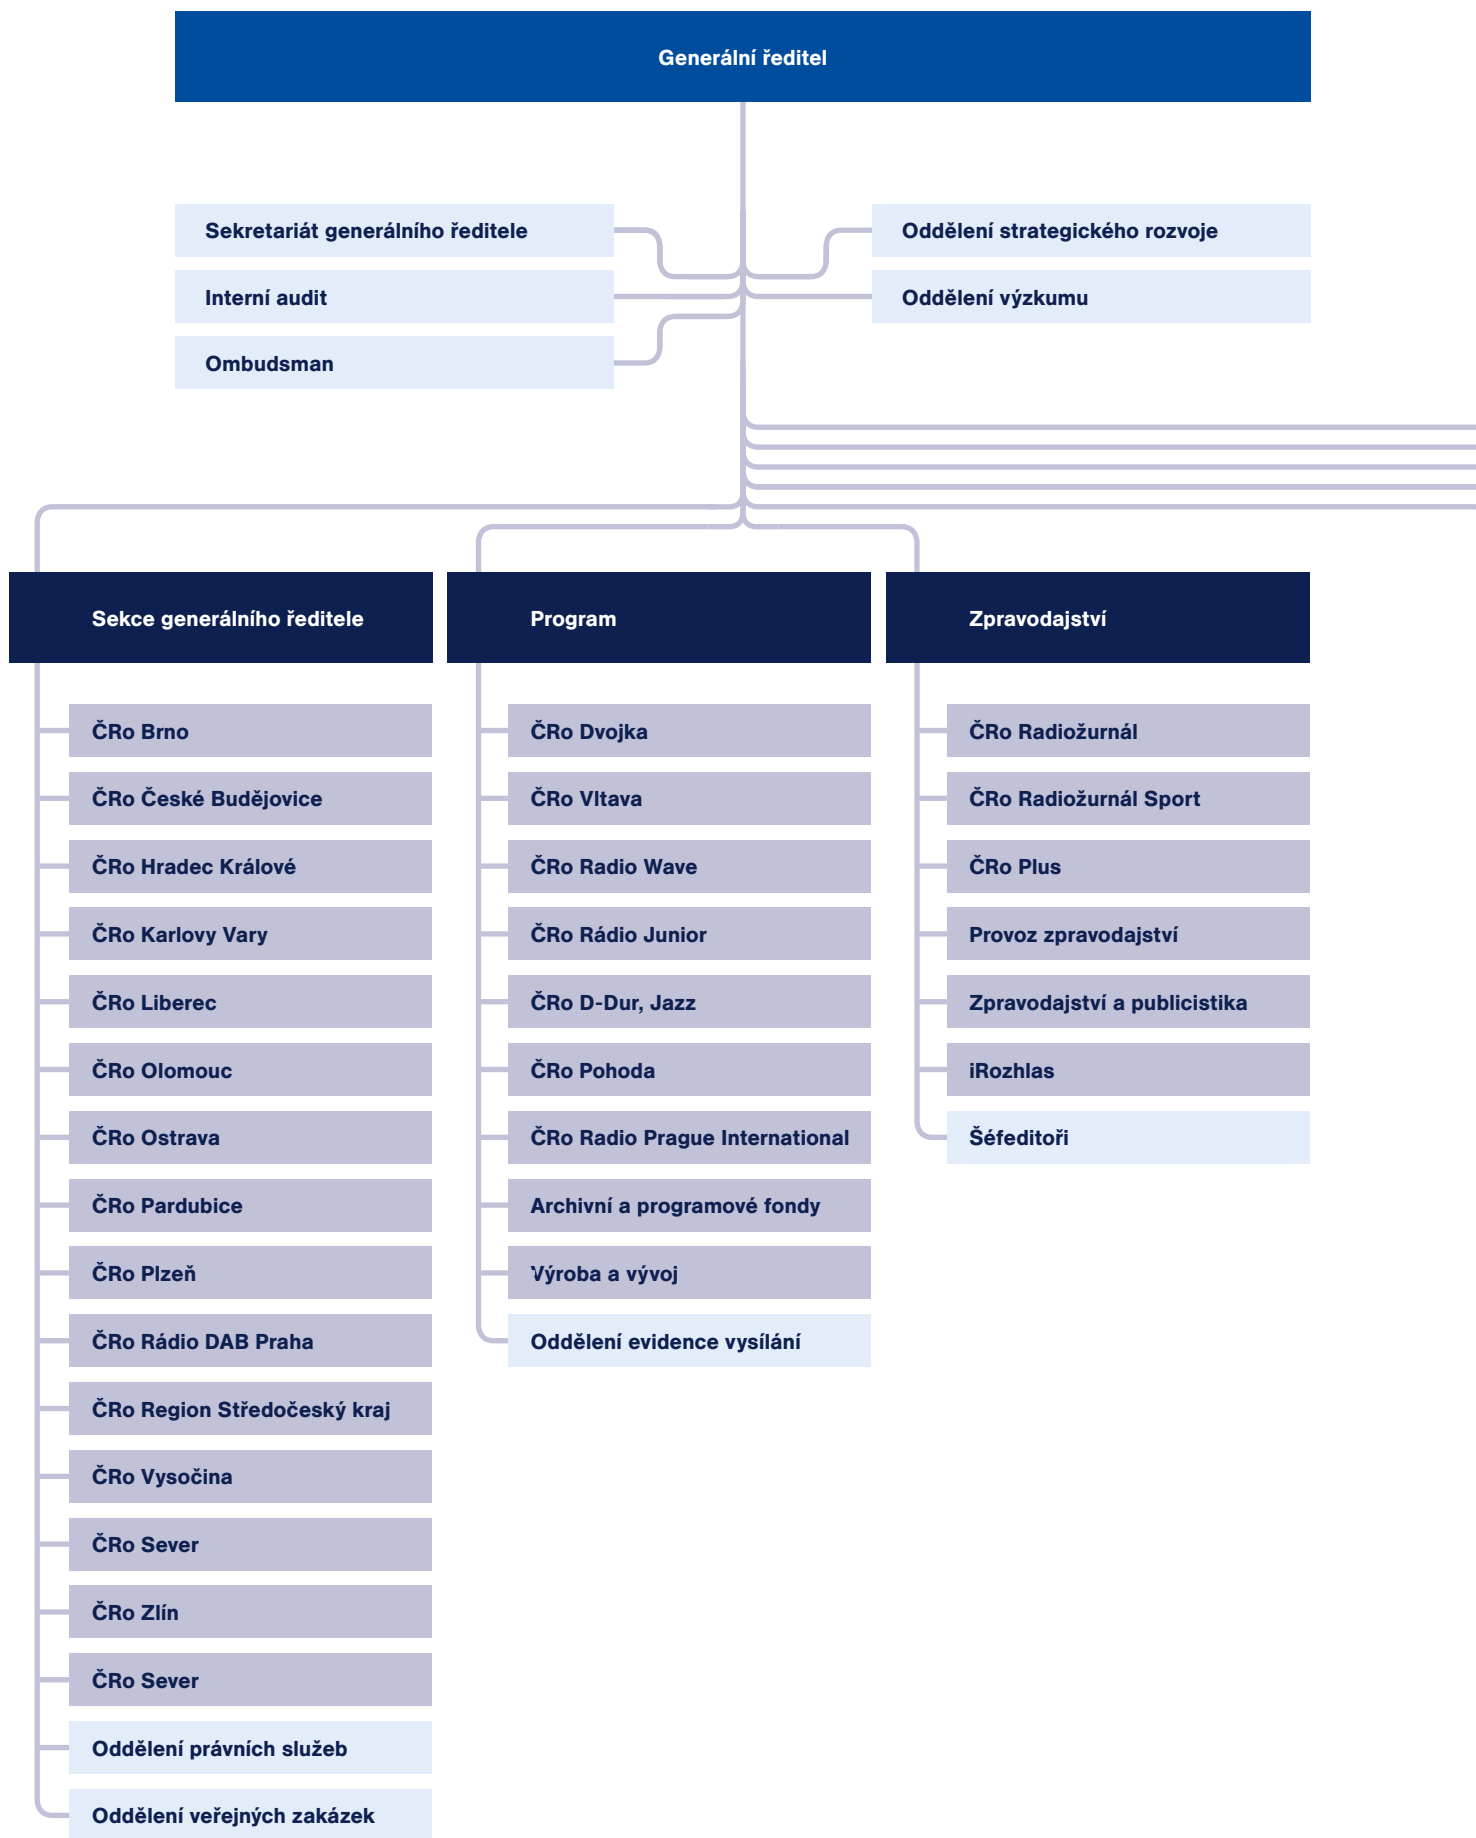 Generální ředitel
Sekretariát generálního ředitele
Interní audit
Ombudsman
Oddělení strategického rozvoje
Oddělení výzkumu
Sekce generálního ředitele
ČRo Brno
ČRo České Budějovice
ČRo Hradec Králové
ČRo Karlovy Vary
ČRo Liberec
ČRo Olomouc
ČRo Ostrava
ČRo Pardubice
ČRo Plzeň
ČRo Rádio DAB Praha
ČRo Region Středočeský kraj
ČRo Vysočina
ČRo Sever
ČRo Zlín
ČRo Sever
Oddělení právních služeb
Oddělení veřejných zakázek
Program
ČRo Dvojka
ČRo Vltava
ČRo Radio Wave
ČRo Rádio Junior
ČRo D-Dur, Jazz
ČRo Pohoda
ČRo Radio Prague International
Archivní a programové fondy
Výroba a vývoj
Oddělení evidence vysílání
Zpravodajství
ČRo Radiožurnál
ČRo Radiožurnál Sport
ČRo Plus
Provoz zpravodajství
Zpravodajství a publicistika
iRozhlas
Šéfeditoři